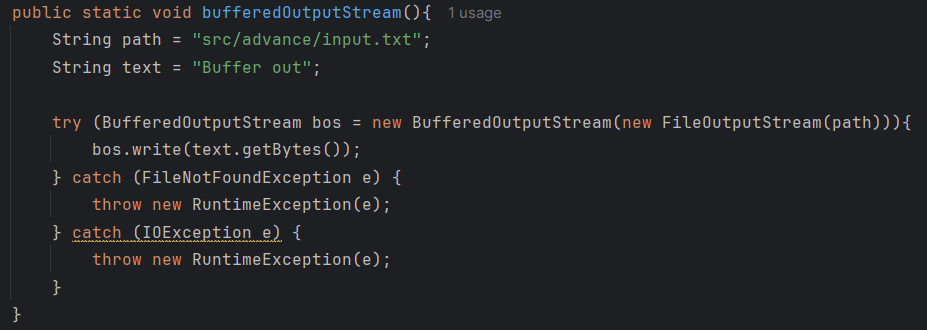 public static void bufferedOutputStream(){ 1 usage
    String path = "src/advance/input.txt";
    String text = "Buffer out";

    try (BufferedOutputStream bos = new BufferedOutputStream(new FileOutputStream(path))){
        bos.write(text.getBytes());
    } catch (FileNotFoundException e) {
        throw new RuntimeException(e);
    } catch (IOException e) {
        throw new RuntimeException(e);
    }
}